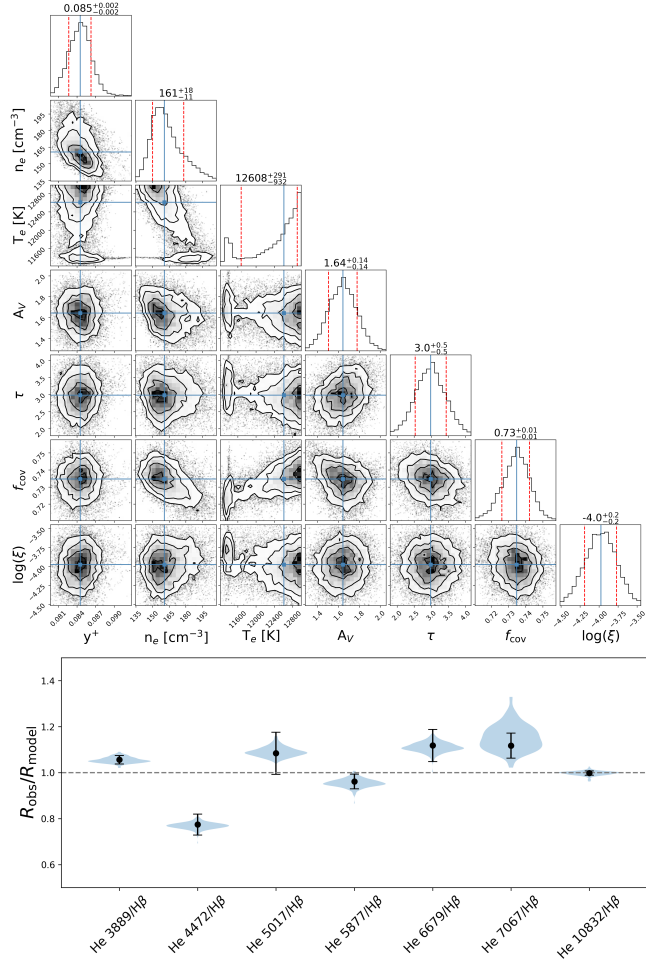 0.085+0.002−0.002
195
180
165
150
135
n_e [cm−3]
161+18−11
12800
12400
12000
11600
T_e [K]
12608+291−932
2.0
1.8
1.6
1.4
A_V
1.64+0.14−0.14
4.0
3.5
3.0
2.5
2.0
τ
3.0+0.5−0.5
0.75
0.74
0.73
0.72
f_cov
0.73+0.01−0.01
−3.50
−3.75
−4.00
−4.25
−4.50
log(ξ)
-4.0+0.2−0.2
0.081 0.084 0.087 0.090 135 150 165 180 195 11600 12000 12400 12800 1.4 1.6 1.8 2.0 2.0 2.5 3.0 3.5 4.0 0.72 0.73 0.74 0.75 −4.50 −4.25 −4.00 −3.75 −3.50
y+ n_e [cm−3] T_e [K] A_V τ f_cov log(ξ)
1.4
1.2
1.0
0.8
0.6
R_obs/R_model
He 3889/Hβ
He 4472/Hβ
He 5017/Hβ
He 5877/Hβ
He 6679/Hβ
He 7067/Hβ
He 10832/Hβ